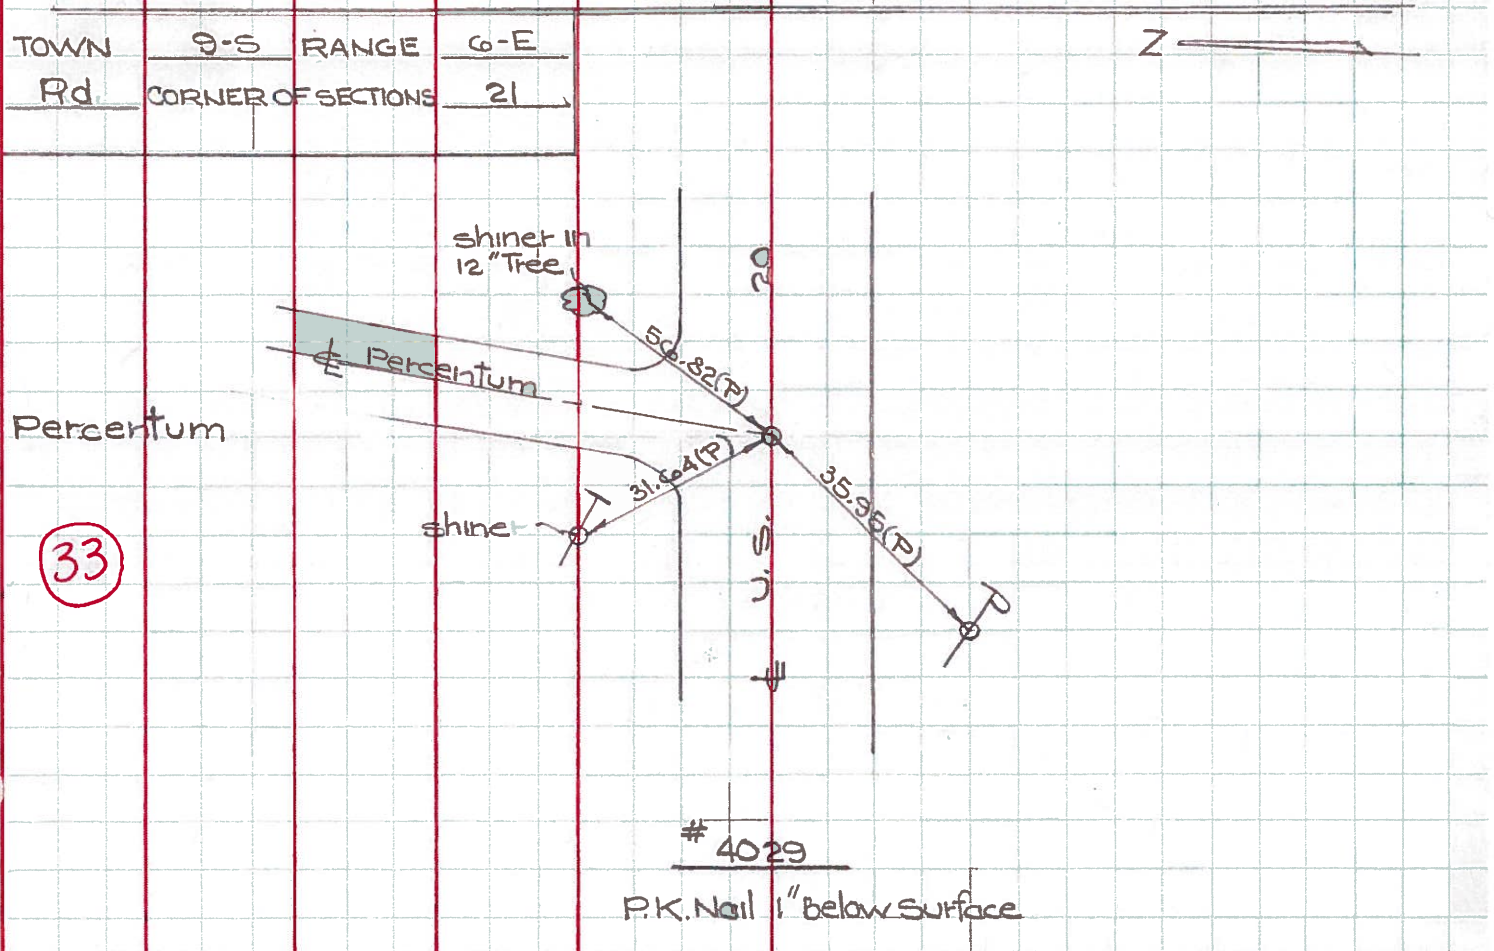 TOWN 9-S RANGE 6-E
Rd. CORNER OF SECTIONS 21
Z
shiner in
12" Tree
20
56.82(P)
℄ Percentum
Percentum
31.64(P)
35.95(P)
shiner
T
U.S.
33
P
℄
# 4029
P.K. Nail 1" Below Surface